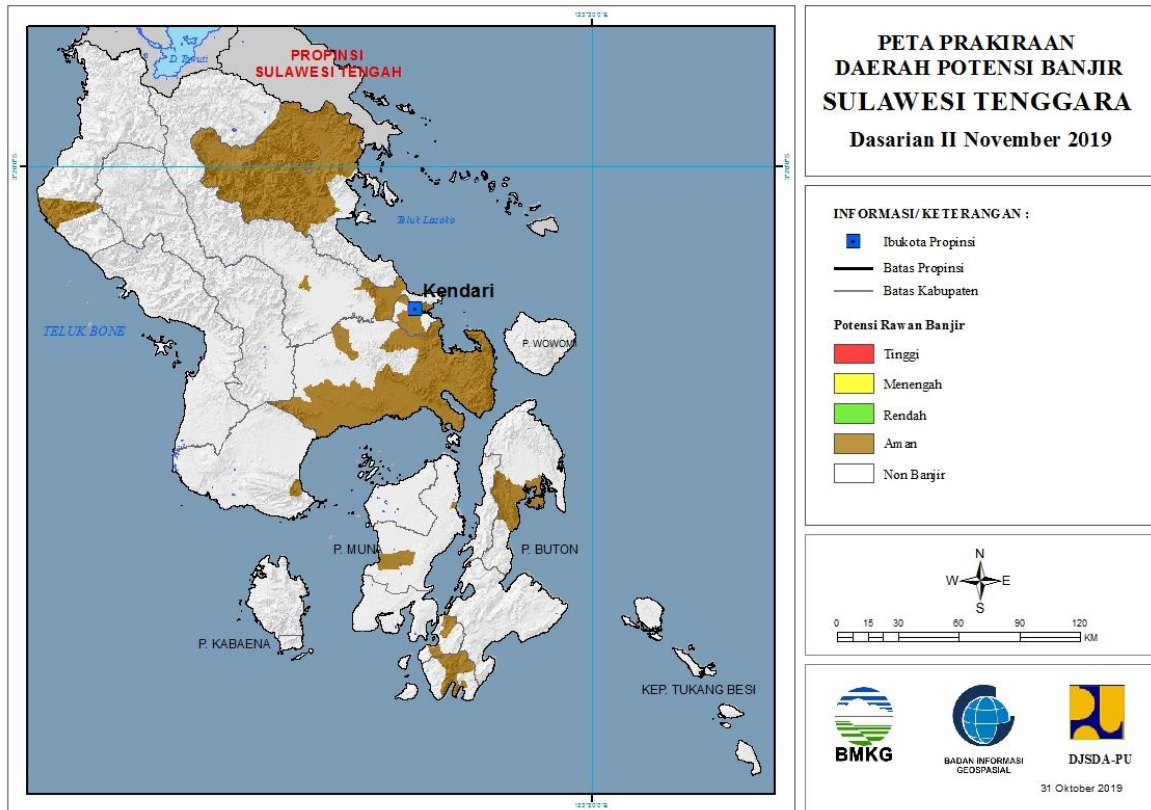 PROPINSI
SULAWESI TENGAH
Kendari
TELUK BONE
P. WOWONI
P. MUNA
P. BUTON
P. KABAENA
KEP. TUKANG BESI
PETA PRAKIRAAN
DAERAH POTENSI BANJIR
SULAWESI TENGGARA
Dasarian II November 2019
INFORMASI/KETERANGAN :
Ibukota Propinsi
Batas Propinsi
Batas Kabupaten
Potensi Rawan Banjir
Tinggi
Menengah
Rendah
Aman
Non Banjir
N
W E
S
0 15 30 60 90 120
KM
BMKG
BADAN INFORMASI
GEOSPASIAL
DJSDA-PU
31 Oktober 2019